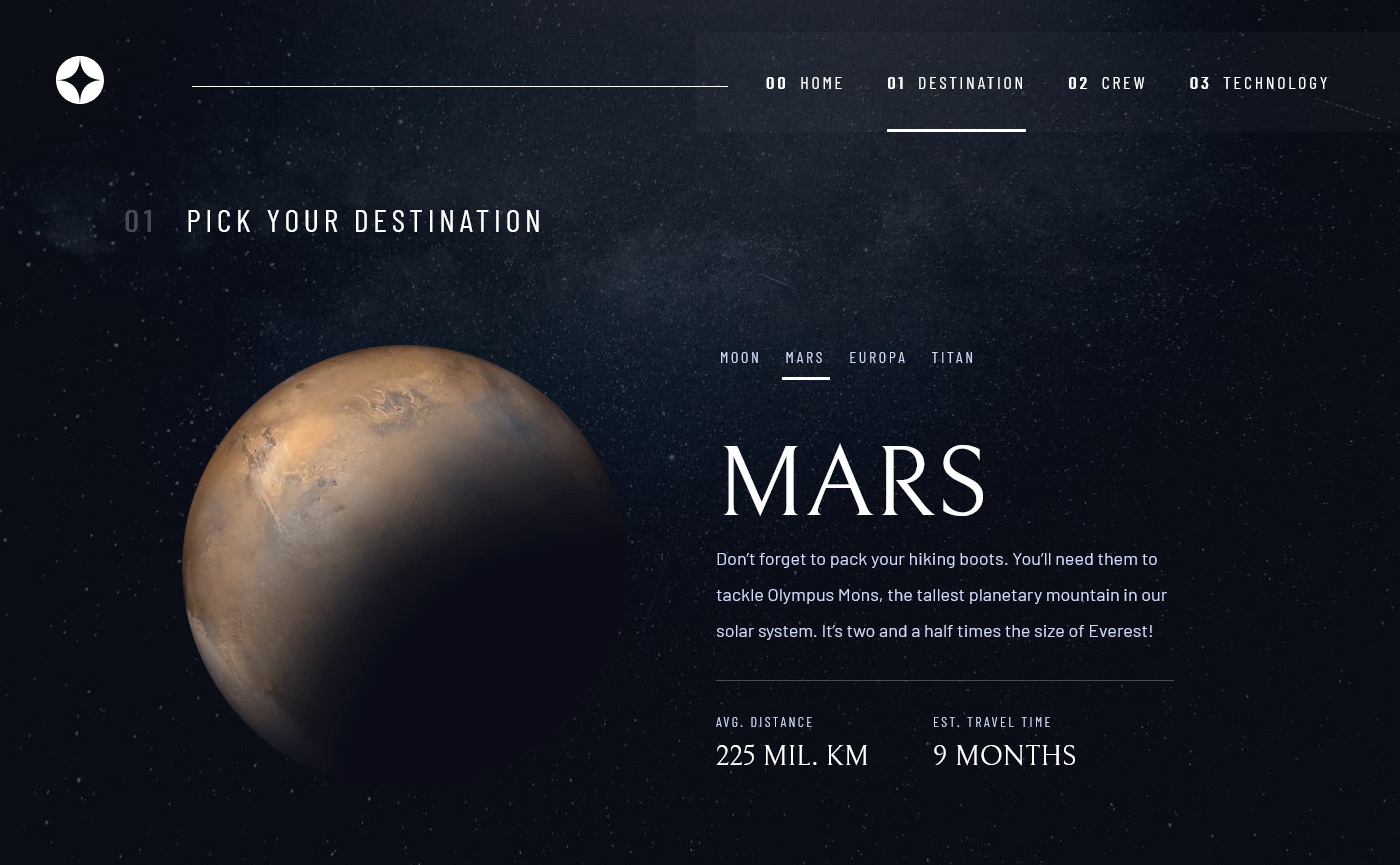 00 HOME 01 DESTINATION 02 CREW 03 TECHNOLOGY
01 PICK YOUR DESTINATION
MOON MARS EUROPA TITAN
MARS
Don’t forget to pack your hiking boots. You’ll need them to
tackle Olympus Mons, the tallest planetary mountain in our
solar system. It’s two and a half times the size of Everest!
AVG. DISTANCE EST. TRAVEL TIME
225 MIL. KM 9 MONTHS